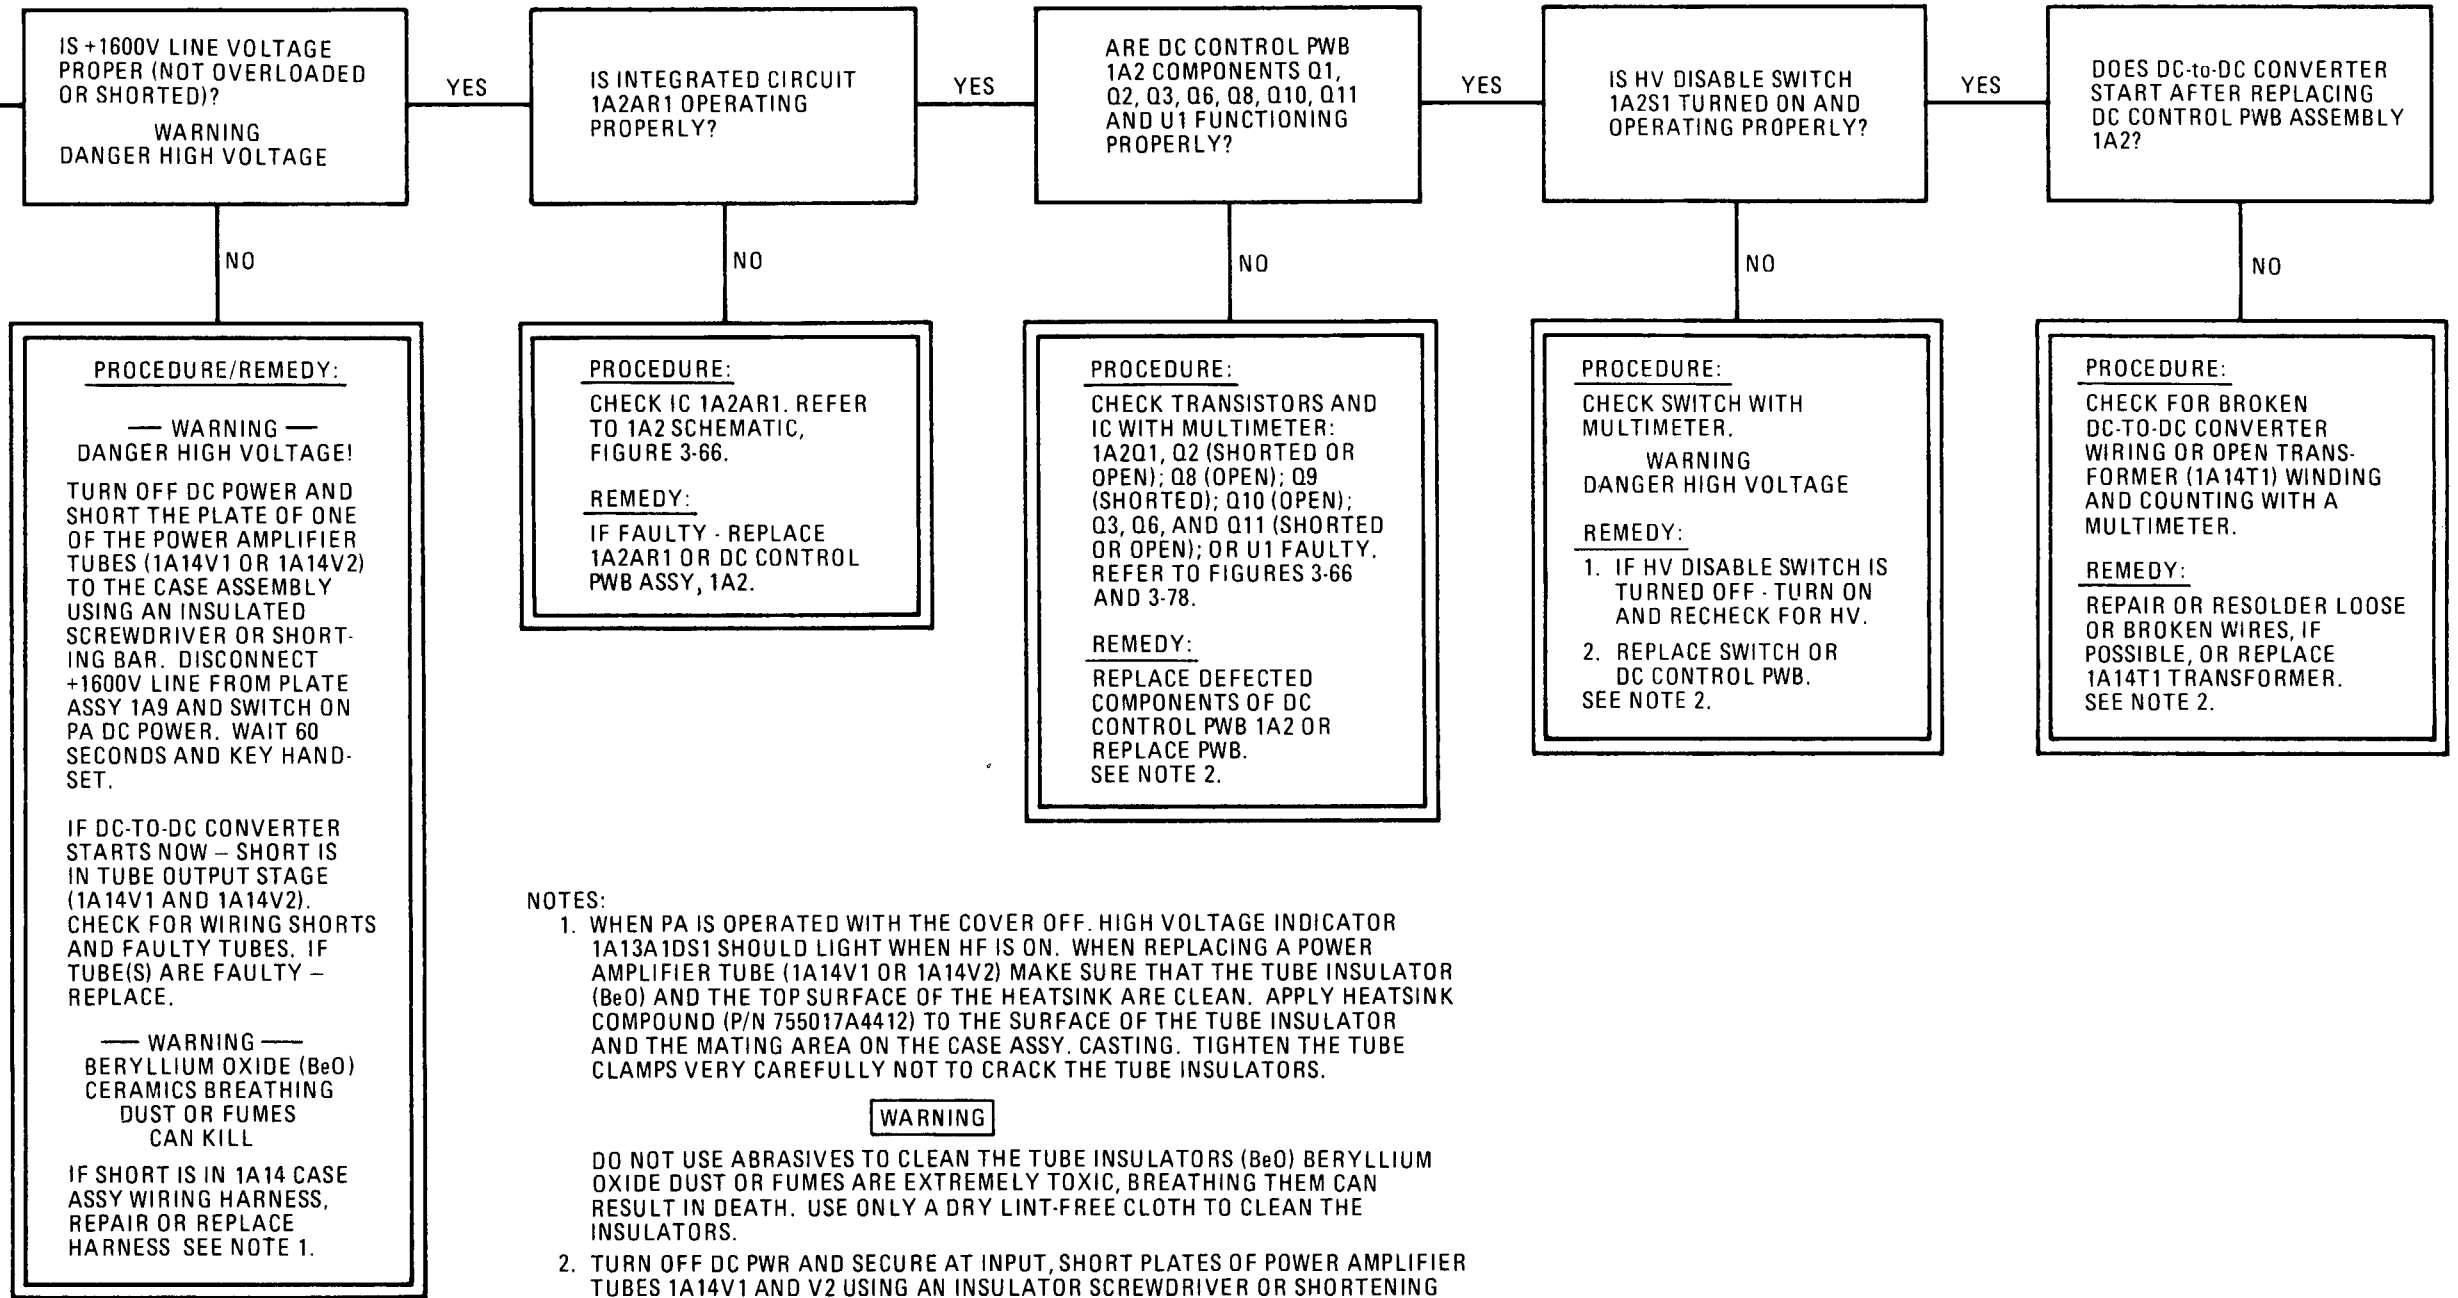 IS +1600V LINE VOLTAGE
PROPER (NOT OVERLOADED
OR SHORTED)?
WARNING
DANGER HIGH VOLTAGE
YES
IS INTEGRATED CIRCUIT
1A2AR1 OPERATING
PROPERLY?
YES
ARE DC CONTROL PWB
1A2 COMPONENTS Q1,
Q2, Q3, Q6, Q8, Q10, Q11
AND U1 FUNCTIONING
PROPERLY?
YES
IS HV DISABLE SWITCH
1A2S1 TURNED ON AND
OPERATING PROPERLY?
YES
DOES DC-to-DC CONVERTER
START AFTER REPLACING
DC CONTROL PWB ASSEMBLY
1A2?
NO
NO
NO
NO
NO
PROCEDURE/REMEDY:
— WARNING —
DANGER HIGH VOLTAGE!
TURN OFF DC POWER AND
SHORT THE PLATE OF ONE
OF THE POWER AMPLIFIER
TUBES (1A14V1 OR 1A14V2)
TO THE CASE ASSEMBLY
USING AN INSULATED
SCREWDRIVER OR SHORT-
ING BAR. DISCONNECT
+1600V LINE FROM PLATE
ASSY 1A9 AND SWITCH ON
PA DC POWER. WAIT 60
SECONDS AND KEY HAND-
SET.
IF DC-TO-DC CONVERTER
STARTS NOW – SHORT IS
IN TUBE OUTPUT STAGE
(1A14V1 AND 1A14V2).
CHECK FOR WIRING SHORTS
AND FAULTY TUBES. IF
TUBE(S) ARE FAULTY –
REPLACE.
— WARNING —
BERYLLIUM OXIDE (BeO)
CERAMICS BREATHING
DUST OR FUMES
CAN KILL
IF SHORT IS IN 1A14 CASE
ASSY WIRING HARNESS,
REPAIR OR REPLACE
HARNESS SEE NOTE 1.
PROCEDURE:
CHECK IC 1A2AR1. REFER
TO 1A2 SCHEMATIC,
FIGURE 3-66.
REMEDY:
IF FAULTY - REPLACE
1A2AR1 OR DC CONTROL
PWB ASSY, 1A2.
PROCEDURE:
CHECK TRANSISTORS AND
IC WITH MULTIMETER:
1A2Q1, Q2 (SHORTED OR
OPEN); Q8 (OPEN); Q9
(SHORTED); Q10 (OPEN);
Q3, Q6, AND Q11 (SHORTED
OR OPEN); OR U1 FAULTY.
REFER TO FIGURES 3-66
AND 3-78.
REMEDY:
REPLACE DEFECTED
COMPONENTS OF DC
CONTROL PWB 1A2 OR
REPLACE PWB.
SEE NOTE 2.
PROCEDURE:
CHECK SWITCH WITH
MULTIMETER.
WARNING
DANGER HIGH VOLTAGE
REMEDY:
1. IF HV DISABLE SWITCH IS
TURNED OFF - TURN ON
AND RECHECK FOR HV.
2. REPLACE SWITCH OR
DC CONTROL PWB.
SEE NOTE 2.
PROCEDURE:
CHECK FOR BROKEN
DC-TO-DC CONVERTER
WIRING OR OPEN TRANS-
FORMER (1A14T1) WINDING
AND COUNTING WITH A
MULTIMETER.
REMEDY:
REPAIR OR RESOLDER LOOSE
OR BROKEN WIRES, IF
POSSIBLE, OR REPLACE
1A14T1 TRANSFORMER.
SEE NOTE 2.
NOTES:
1. WHEN PA IS OPERATED WITH THE COVER OFF. HIGH VOLTAGE INDICATOR
1A13A1DS1 SHOULD LIGHT WHEN HF IS ON. WHEN REPLACING A POWER
AMPLIFIER TUBE (1A14V1 OR 1A14V2) MAKE SURE THAT THE TUBE INSULATOR
(BeO) AND THE TOP SURFACE OF THE HEATSINK ARE CLEAN. APPLY HEATSINK
COMPOUND (P/N 755017A4412) TO THE SURFACE OF THE TUBE INSULATOR
AND THE MATING AREA ON THE CASE ASSY. CASTING. TIGHTEN THE TUBE
CLAMPS VERY CAREFULLY NOT TO CRACK THE TUBE INSULATORS.
WARNING
DO NOT USE ABRASIVES TO CLEAN THE TUBE INSULATORS (BeO) BERYLLIUM
OXIDE DUST OR FUMES ARE EXTREMELY TOXIC, BREATHING THEM CAN
RESULT IN DEATH. USE ONLY A DRY LINT-FREE CLOTH TO CLEAN THE
INSULATORS.
2. TURN OFF DC PWR AND SECURE AT INPUT, SHORT PLATES OF POWER AMPLIFIER
TUBES 1A14V1 AND V2 USING AN INSULATOR SCREWDRIVER OR SHORTENING